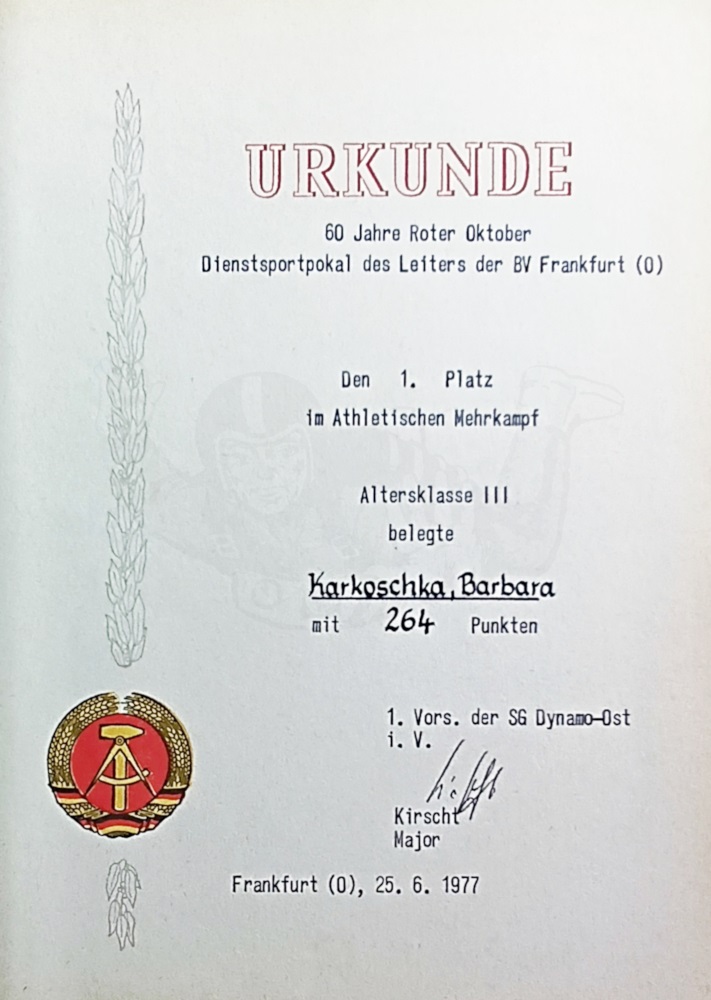 URKUNDE
60 Jahre Roter Oktober
Dienstsportpokal des Leiters der BV Frankfurt (O)
Den 1. Platz
im Athletischen Mehrkampf
Altersklasse III
belegte
Karkoschka, Barbara
mit 264 Punkten
1. Vors. der SG Dynamo-Ost
i. V.
Kirscht
Major
Frankfurt (O), 25. 6. 1977